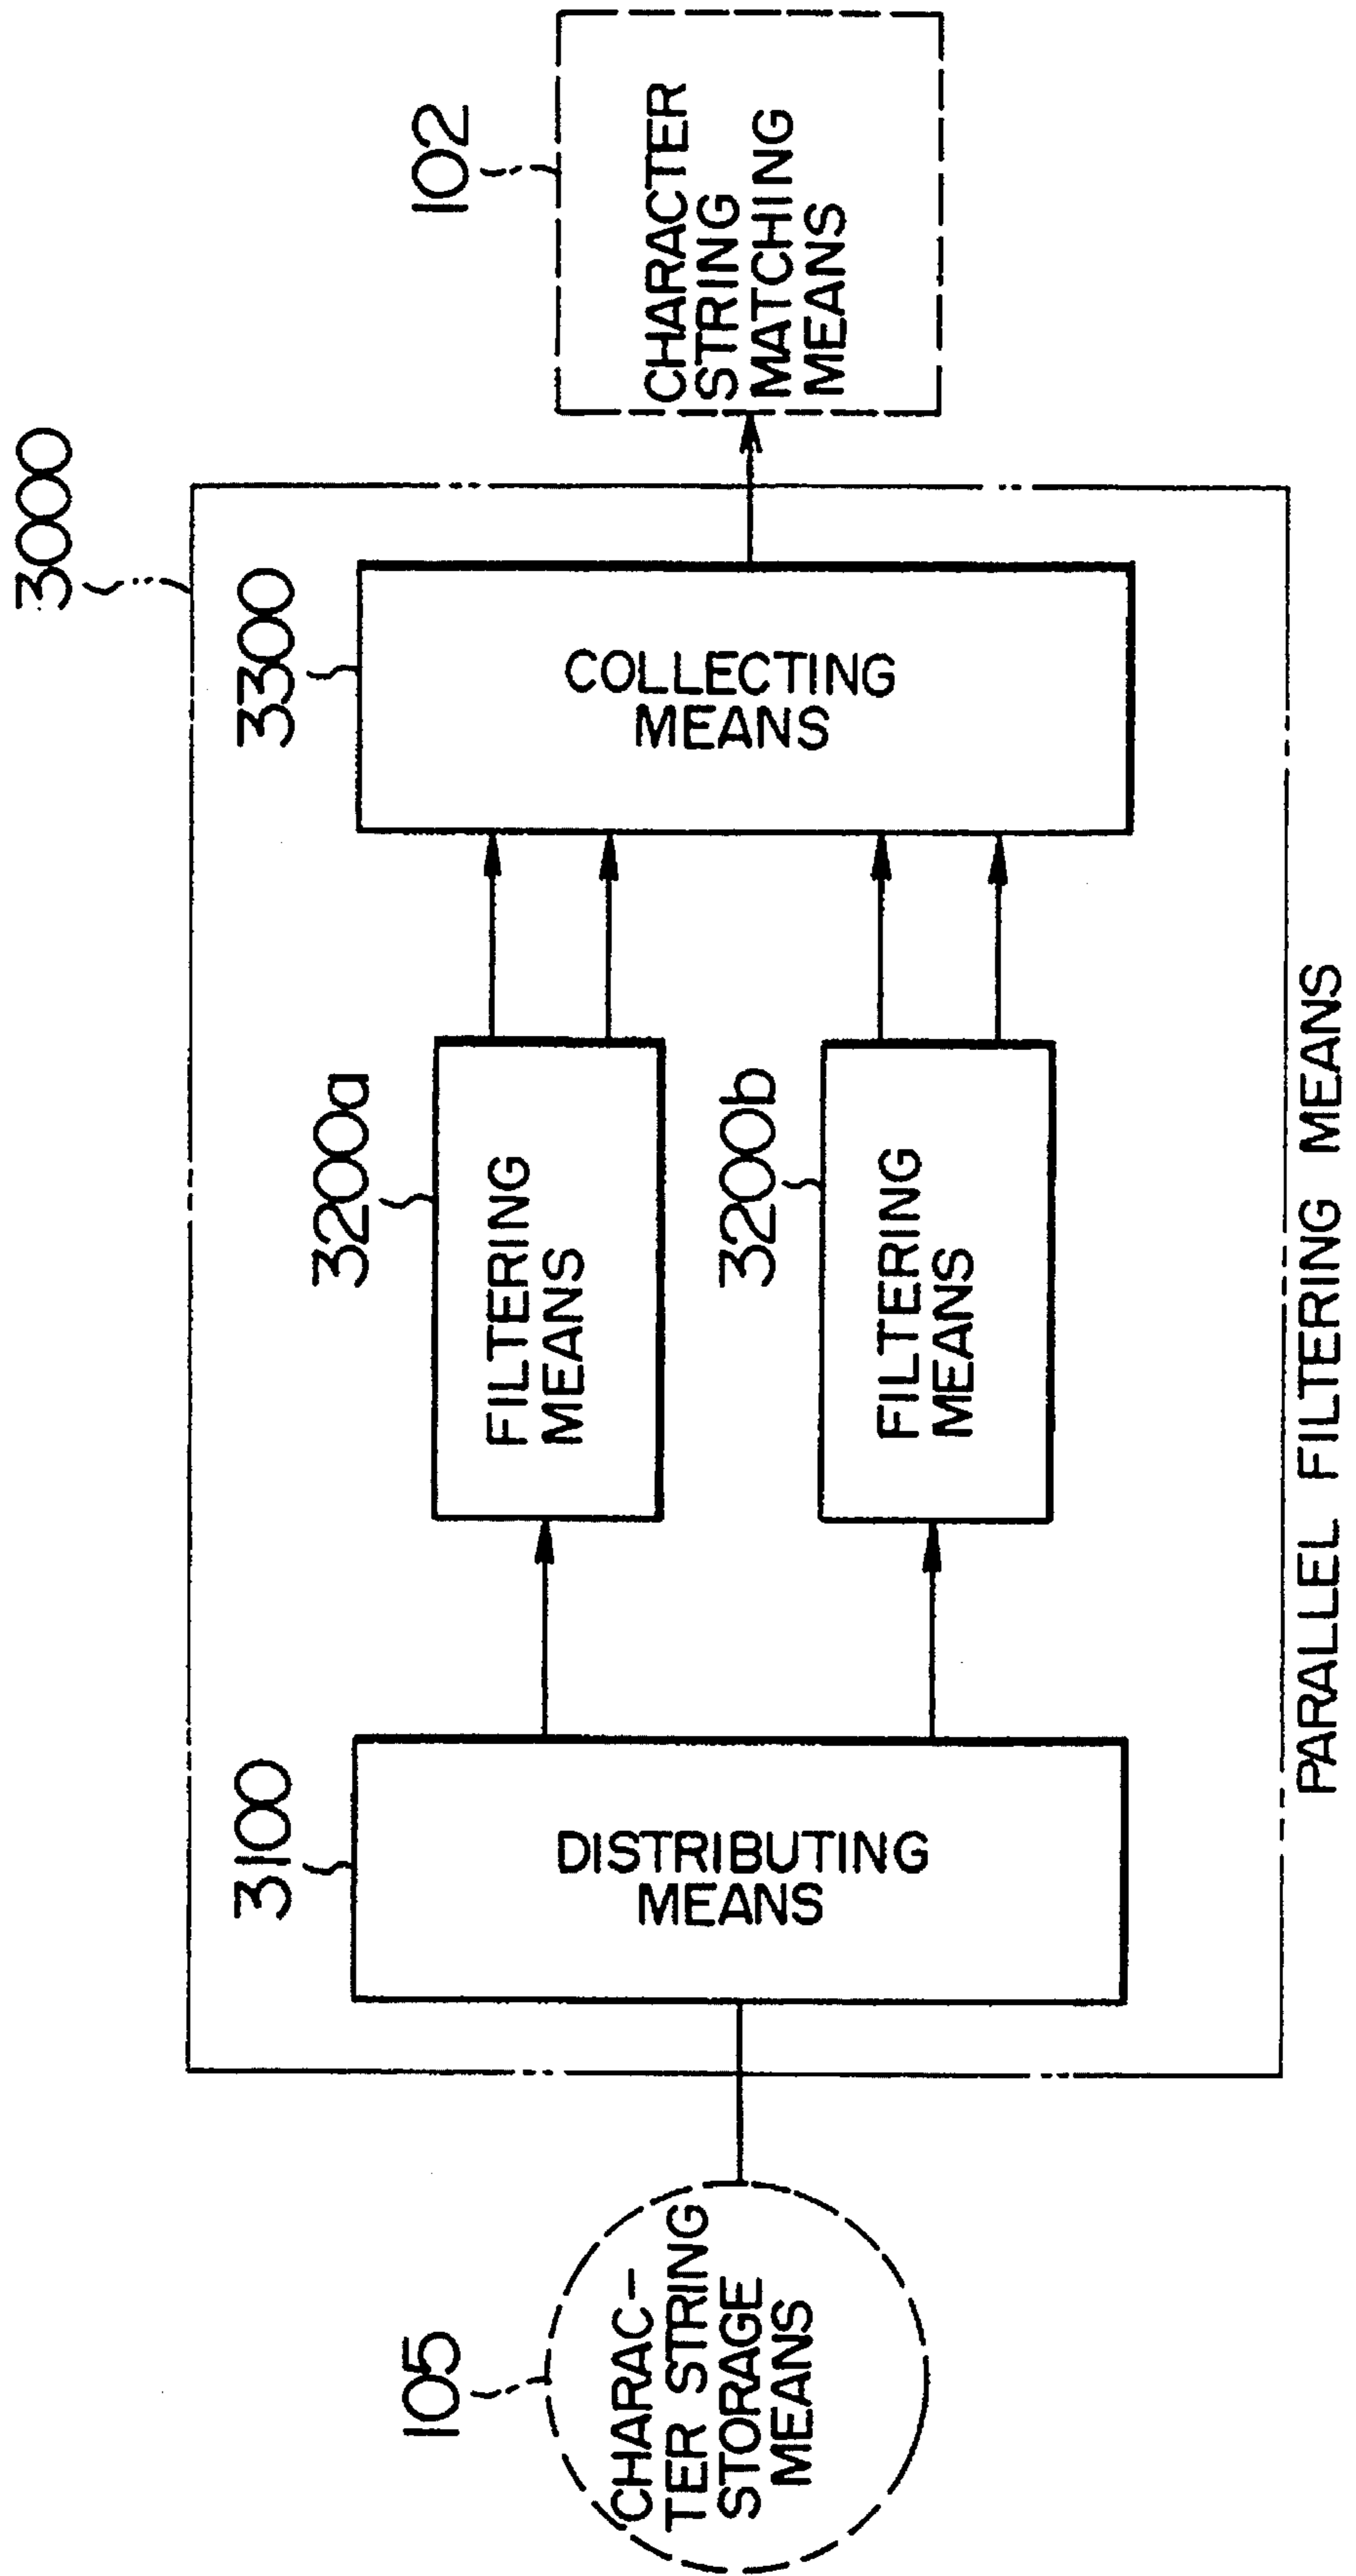 3000
105
CHARAC-
TER STRING
STORAGE
MEANS
3100
DISTRIBUTING
MEANS
3200a
FILTERING
MEANS
3200b
FILTERING
MEANS
3300
COLLECTING
MEANS
102
CHARACTER
STRING
MATCHING
MEANS
PARALLEL FILTERING MEANS